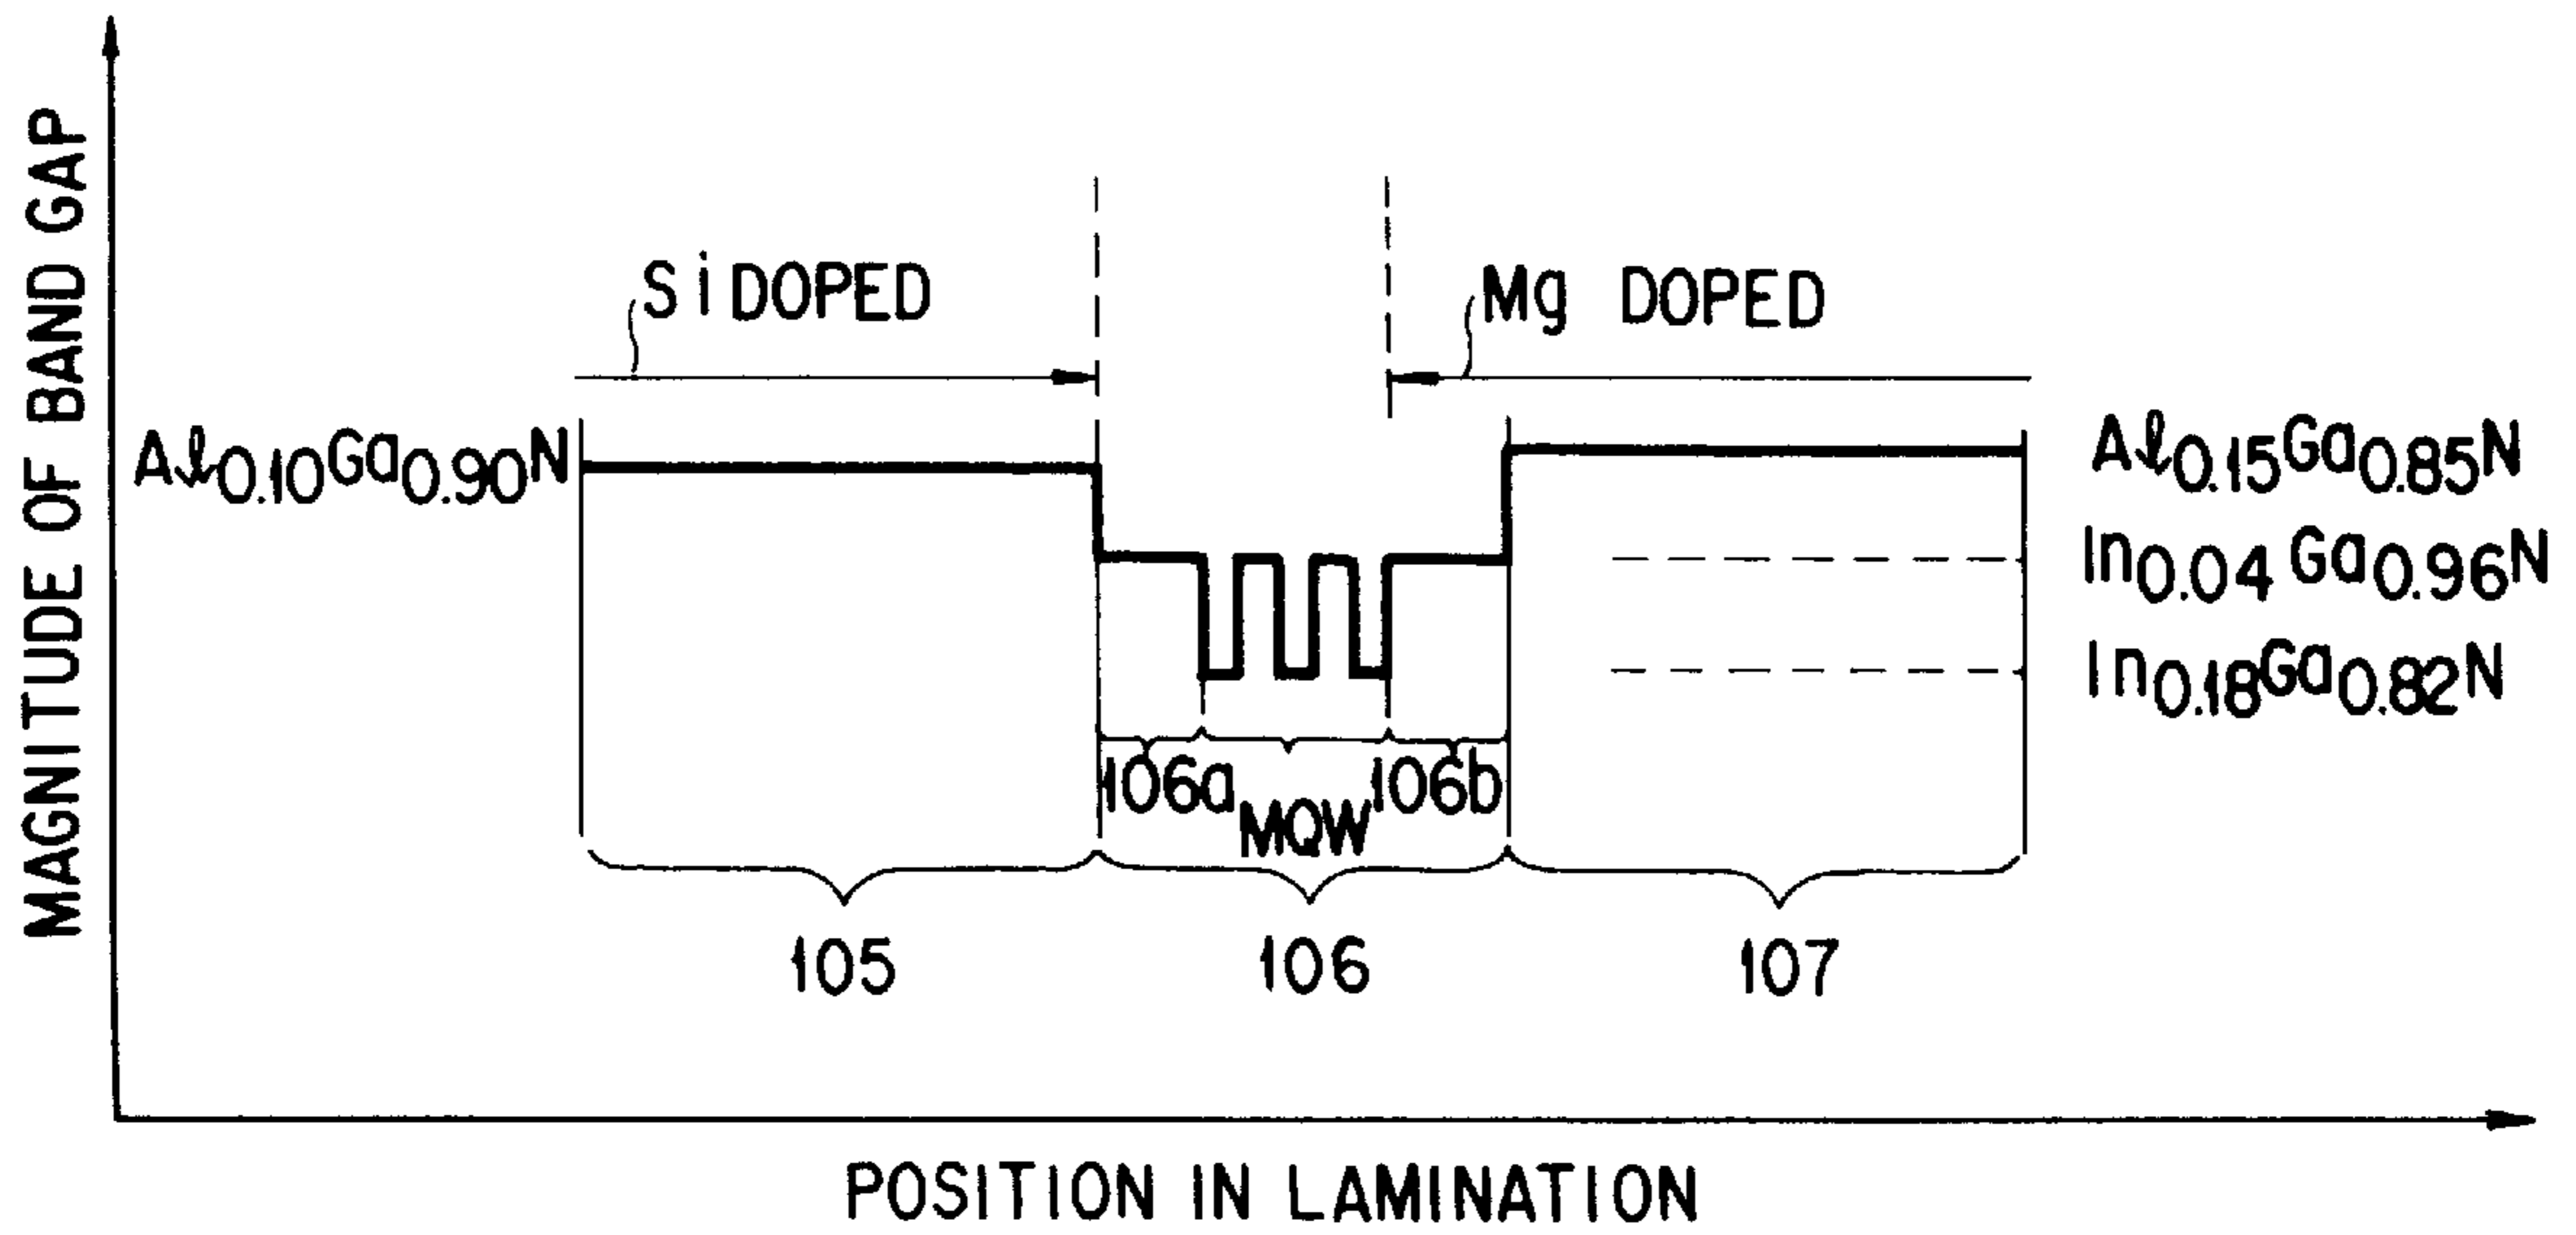 MAGNITUDE OF BAND GAP
Si DOPED
Mg DOPED
Al0.10Ga0.90N
Al0.15Ga0.85N
In0.04Ga0.96N
In0.18Ga0.82N
106a
MQW
106b
105
106
107
POSITION IN LAMINATION